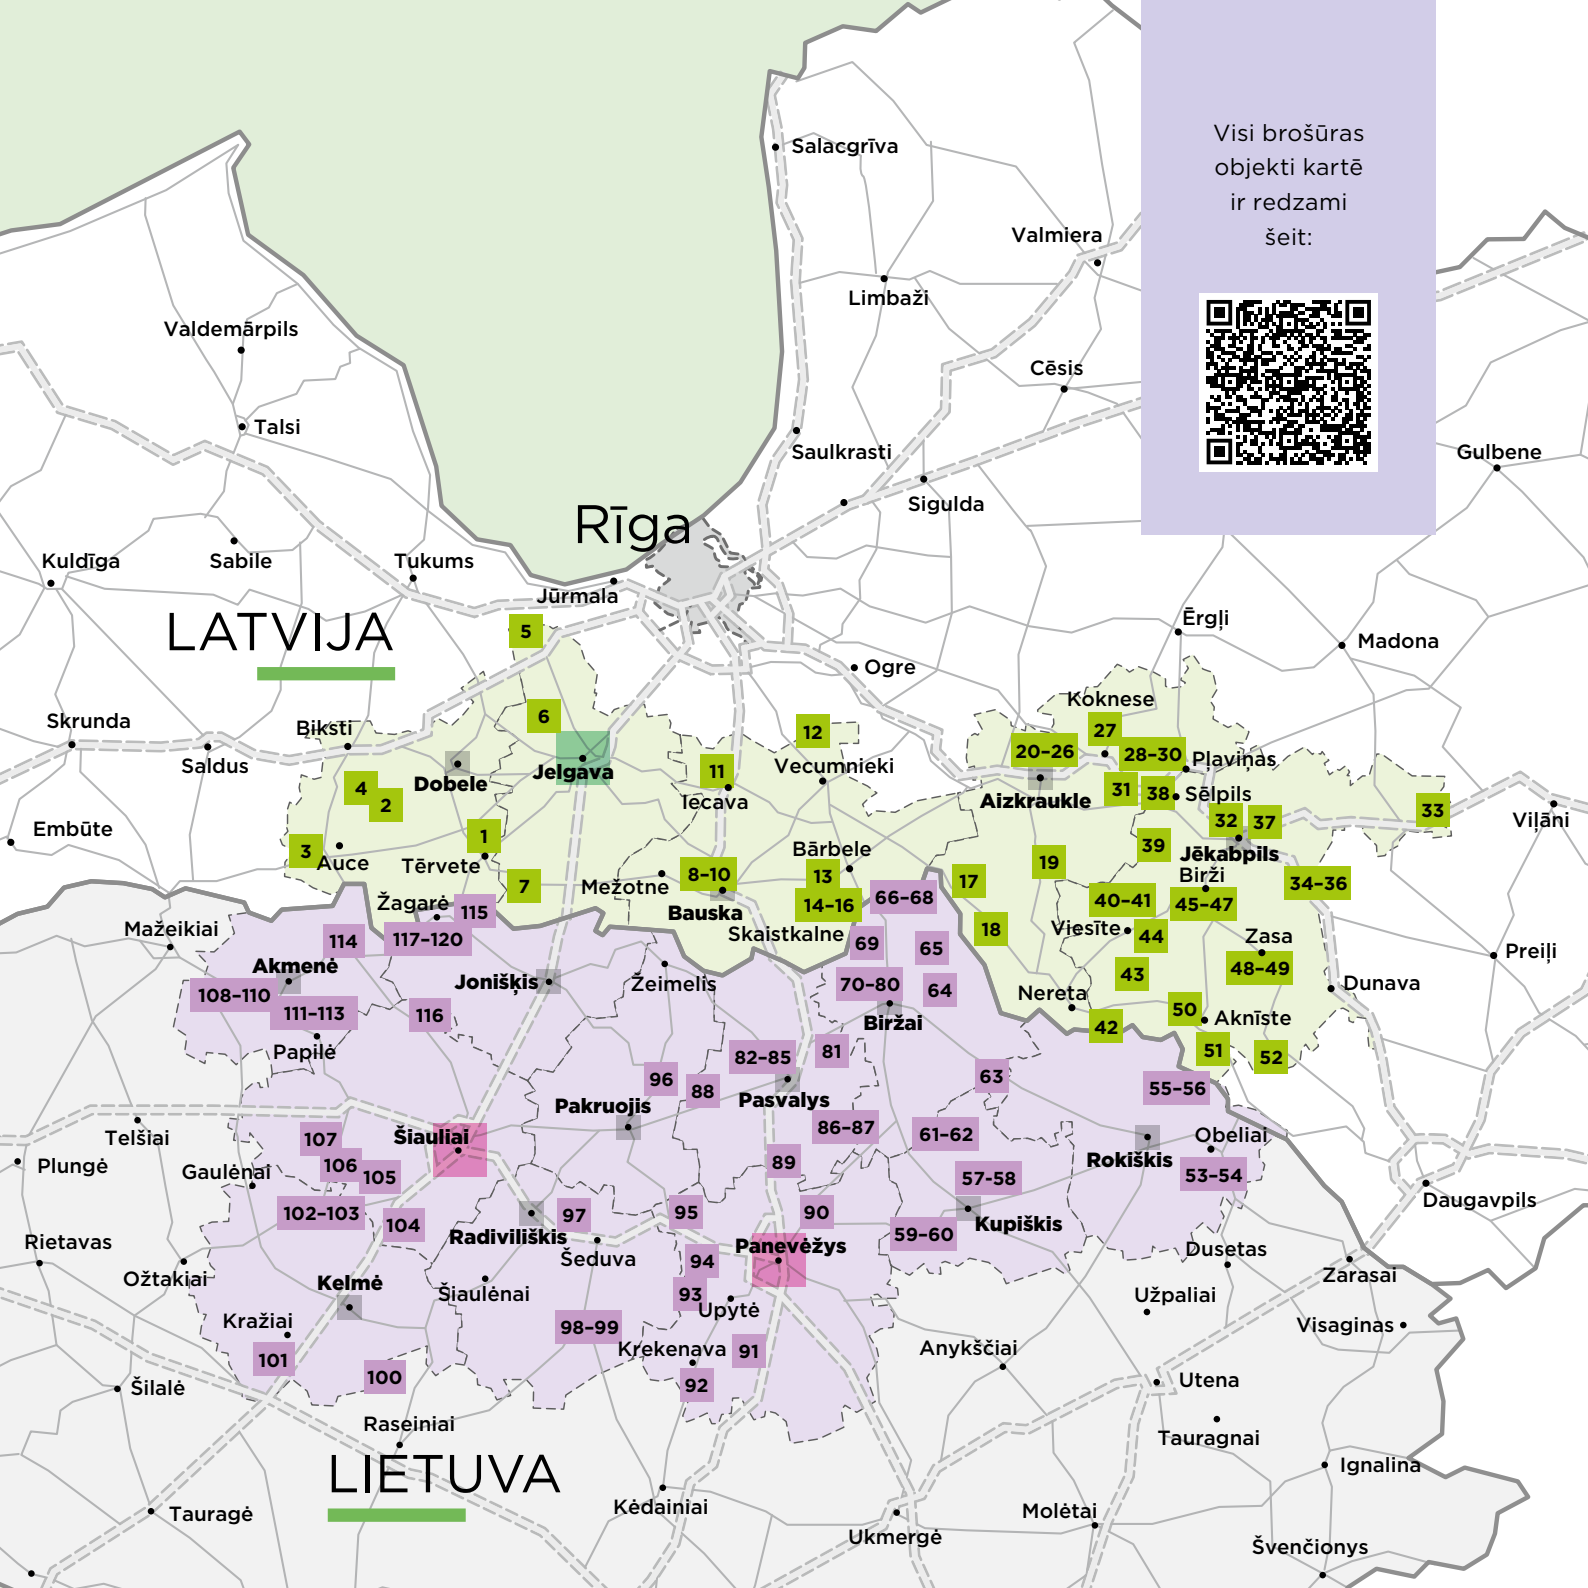 Visi brošūras
objekti kartē
ir redzami
šeit:
Salacgrīva
Valmiera
Limbaži
Valdemārpils
Cēsis
Talsi
Saulkrasti
Gulbene
Sigulda
Rīga
Kuldīga
Sabile
Tukums
Jūrmala
LATVIJA
5
Ērgļi
Madona
Ogre
Koknese
Skrunda
Biksti
6
12
27
Saldus
Dobele
Jelgava
11
Vecumnieki
20–26
28–30
Pļaviņas
4
2
Iecava
Aizkraukle
31
38
Sēlpils
33
Embūte
1
32
37
Viļāni
3
Auce
Tērvete
Bārbele
19
39
Jēkabpils
7
Mežotne
8–10
13
17
Birži
34–36
Žagarė
115
Bauska
14–16
66–68
40–41
45–47
Mažeikiai
114
117–120
Skaistkalne
69
65
18
Viesīte
44
Zasa
Preiļi
Akmenė
Jonišķis
Žeimelis
70–80
64
43
48–49
Dunava
108–110
111–113
116
Biržai
Nereta
42
50
Aknīste
Papilė
82–85
81
51
52
96
88
63
55–56
Pakruojis
Pasvalys
Telšiai
107
Šiauliai
86–87
61–62
Obeliai
Plungė
Gaulėnai
106
105
89
Rokiškis
57-58
53–54
102–103
104
97
95
90
59–60
Kupiškis
Daugavpils
Rietavas
Radiviliškis
Šeduva
Panevėžys
Dusetas
Ožtakiai
Kelmė
Šiaulėnai
94
93
Upytė
Užpaliai
Zarasai
Kražiai
98–99
Krekenava
91
Anykščiai
Visaginas
101
100
92
Utena
Šilalė
Raseiniai
Tauragnai
LIETUVA
Ignalina
Tauragė
Kėdainiai
Ukmergė
Molėtai
Švenčionys